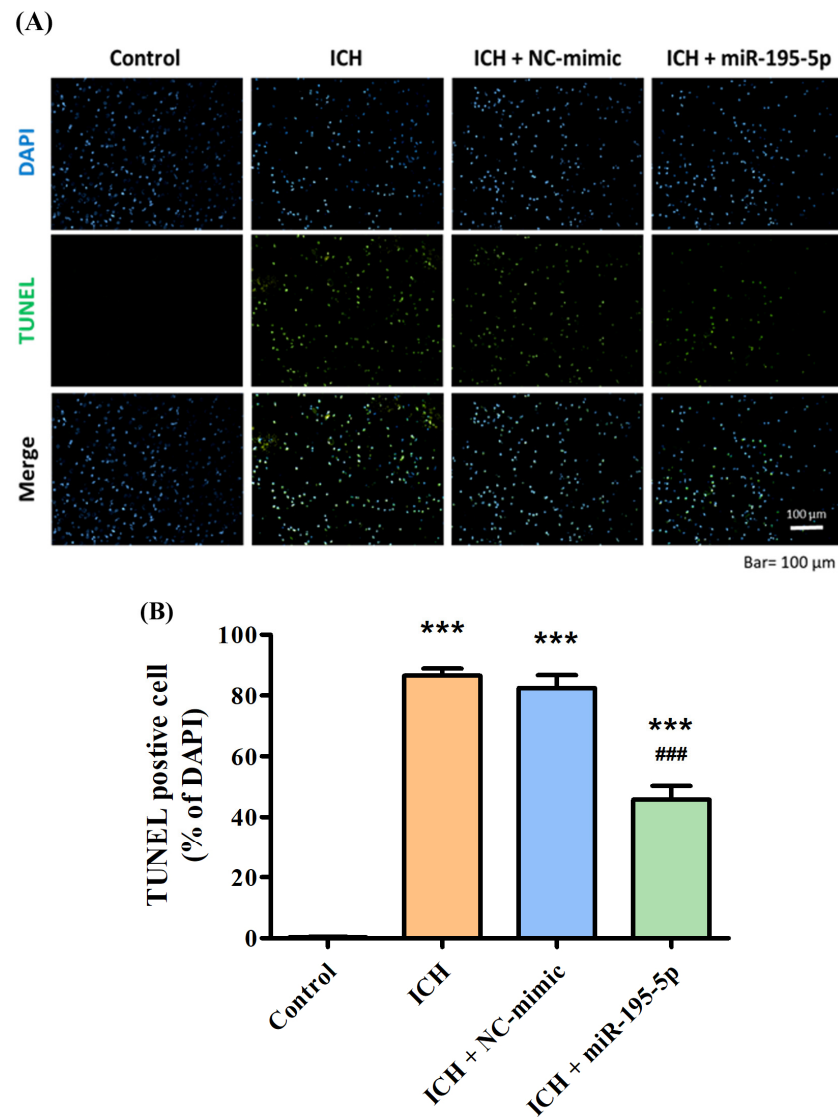 (A)
Control ICH ICH + NC-mimic ICH + miR-195-5p
DAPI
TUNEL
Merge
100 µm
Bar= 100 µm
(B)
TUNEL postive cell
(% of DAPI)
100
80
60
40
20
0
***
***
***
###
Control
ICH
ICH + NC-mimic
ICH + miR-195-5p